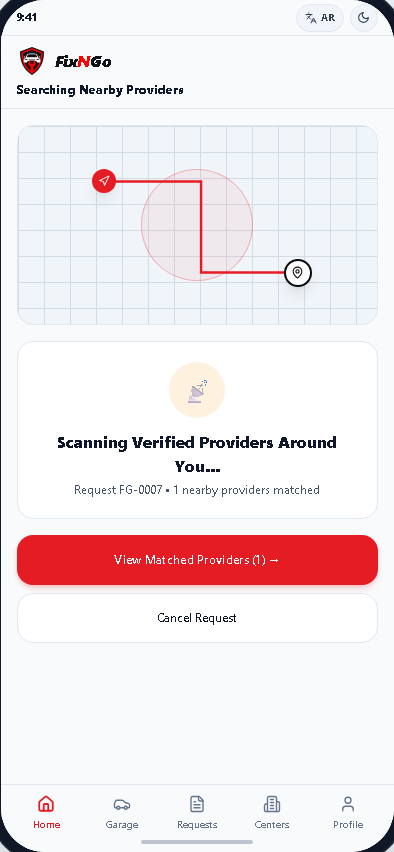 9:41
AR
FixNGo
Searching Nearby Providers
Scanning Verified Providers Around
You...
Request FG-0007 • 1 nearby providers matched
View Matched Providers (1) →
Cancel Request
Home
Garage
Requests
Centers
Profile